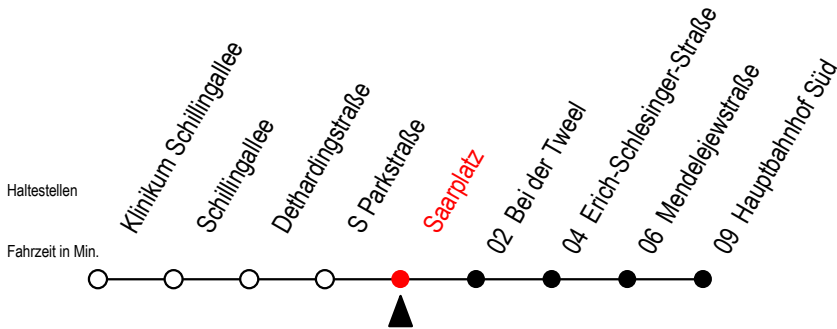 Haltestellen
Fahrzeit in Min.
Klinikum Schillingallee
Schillingallee
Dethardingstraße
S Parkstraße
Saarplatz
02 Bei der Tweel
04 Erich-Schlesinger-Straße
06 Mendelejewstraße
09 Hauptbahnhof Süd